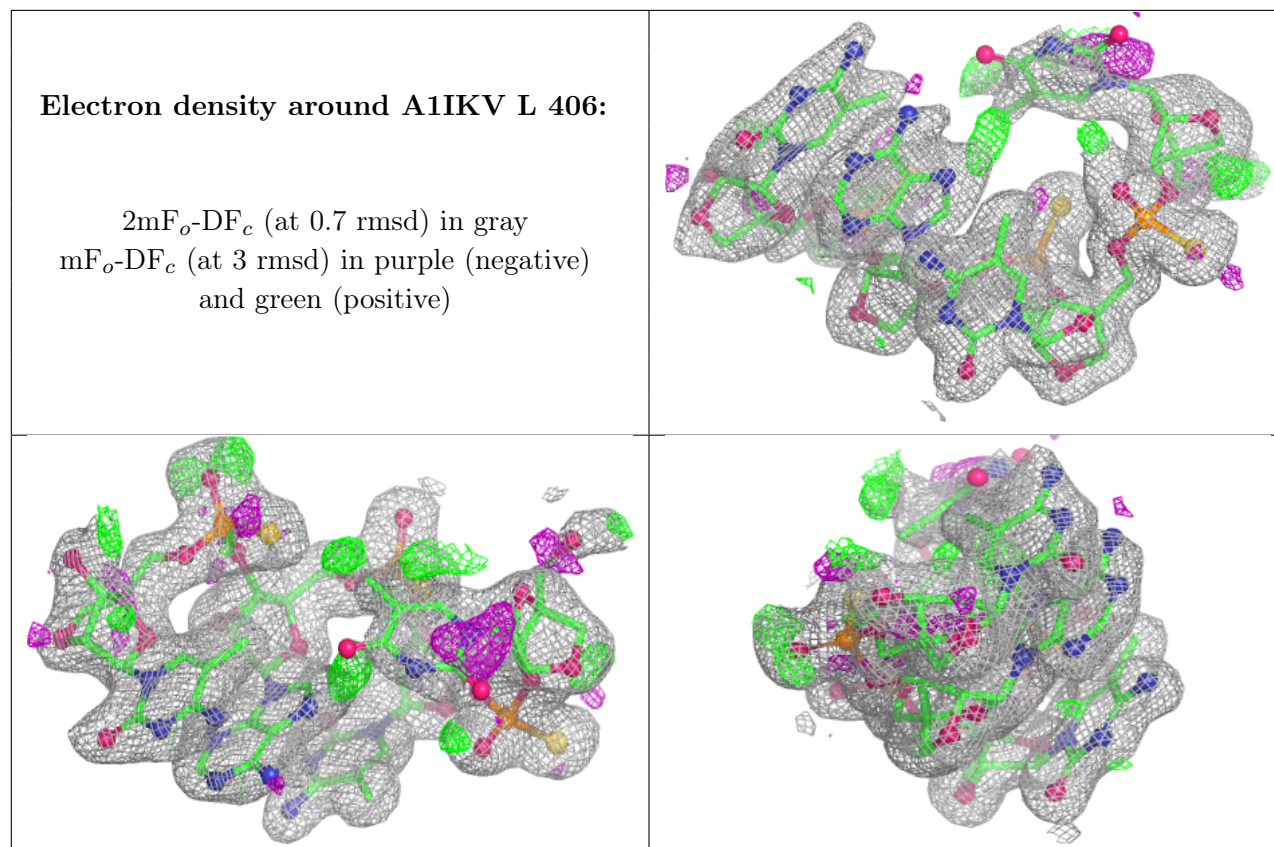 Electron density around A1IKV L 406:
2mFo-DFc (at 0.7 rmsd) in gray
mFo-DFc (at 3 rmsd) in purple (negative)
and green (positive)